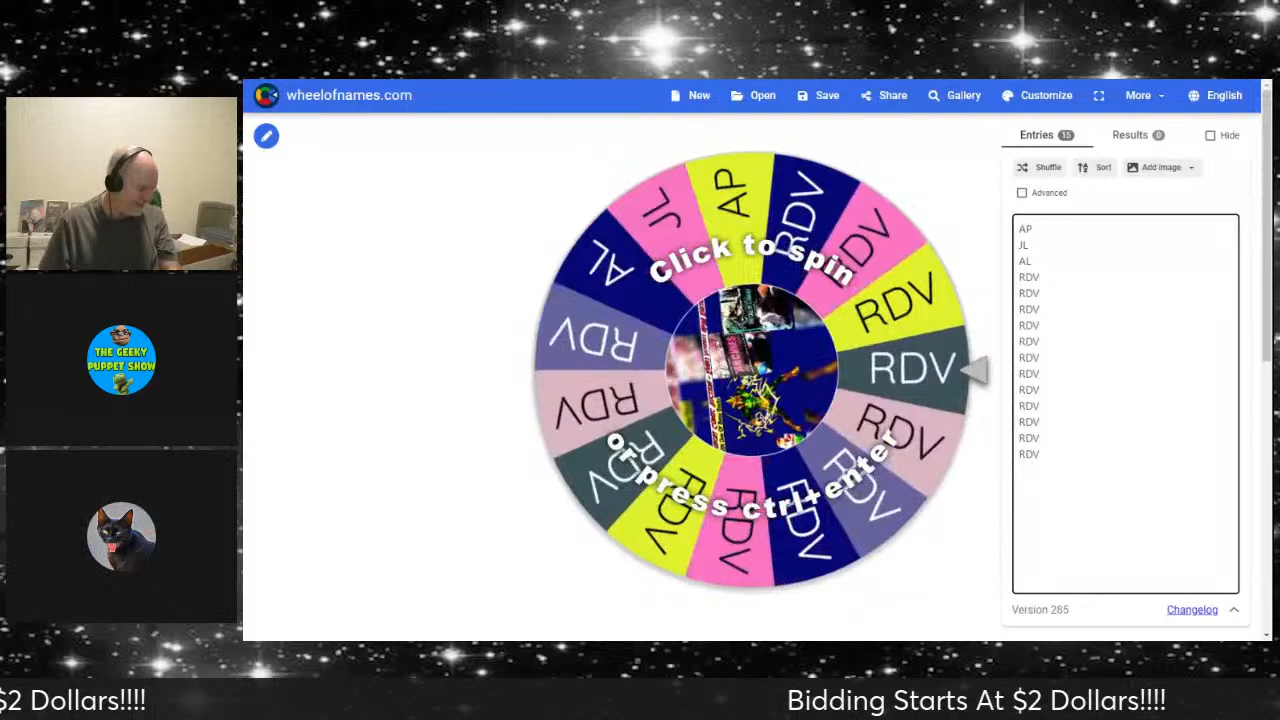 wheelofnames.com
New
Open
Save
Share
Gallery
Customize
More
English
Entries 15
Results 0
Hide
Shuffle
Sort
Add image
Advanced
AP
JL
AL
RDV
RDV
RDV
RDV
RDV
RDV
RDV
RDV
RDV
RDV
RDV
RDV
Version 285
Changelog
Click to spin
or press ctrl+enter
AP
RDV
RDV
RDV
RDV
RDV
RDV
RDV
RDV
RDV
RDV
RDV
RDV
AL
JL
THE GEEKY
PUPPET SHOW
$2 Dollars!!!!
Bidding Starts At $2 Dollars!!!!